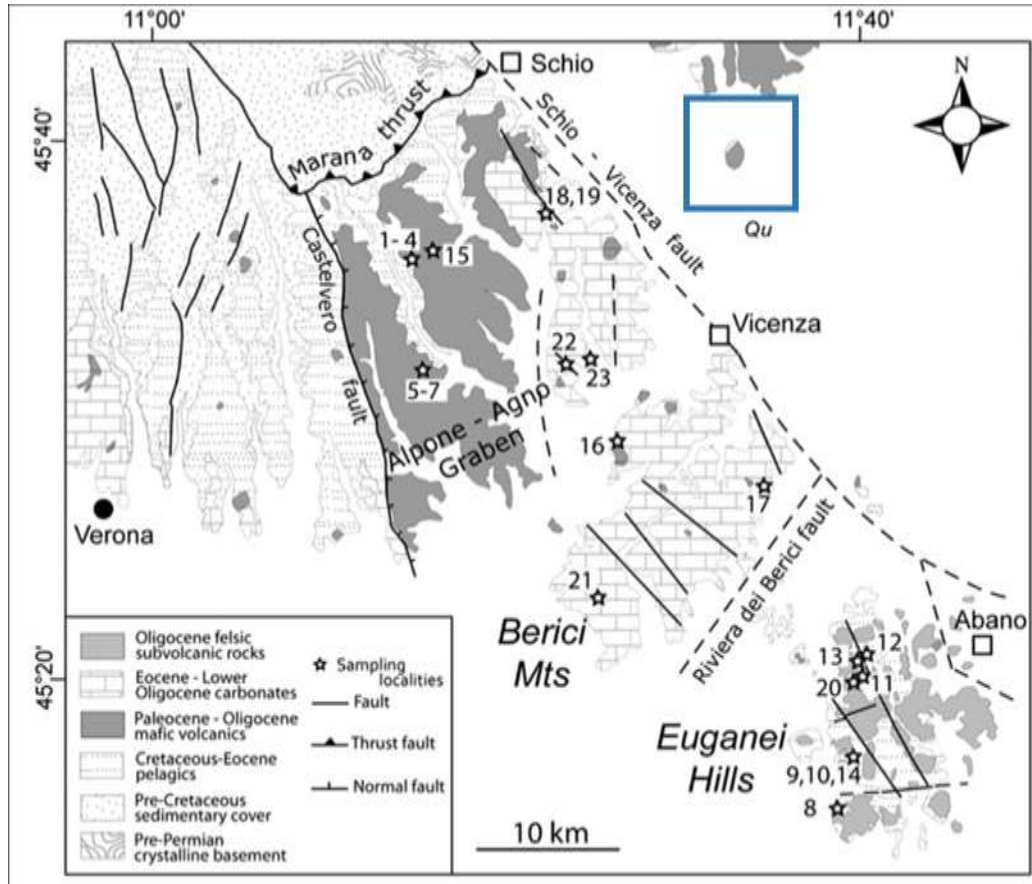 11°00'
11°40'
45°40'
45°20'
N
Schio
Marana thrust
Schio - Vicenza fault
18,19
Qu
1-4
15
Castelvero fault
Vicenza
22
23
5-7
Alpone - Agno
Graben
16
17
Verona
Riviera dei Berici fault
21
Berici
Mts
Abano
12
13
11
20
Euganei
Hills
9,10,14
8
10 km
Oligocene felsic
subvolcanic rocks
Eocene - Lower
Oligocene carbonates
Paleocene - Oligocene
mafic volcanics
Cretaceous-Eocene
pelagics
Pre-Cretaceous
sedimentary cover
Pre-Permian
crystalline basement
Sampling
localities
Fault
Thrust fault
Normal fault